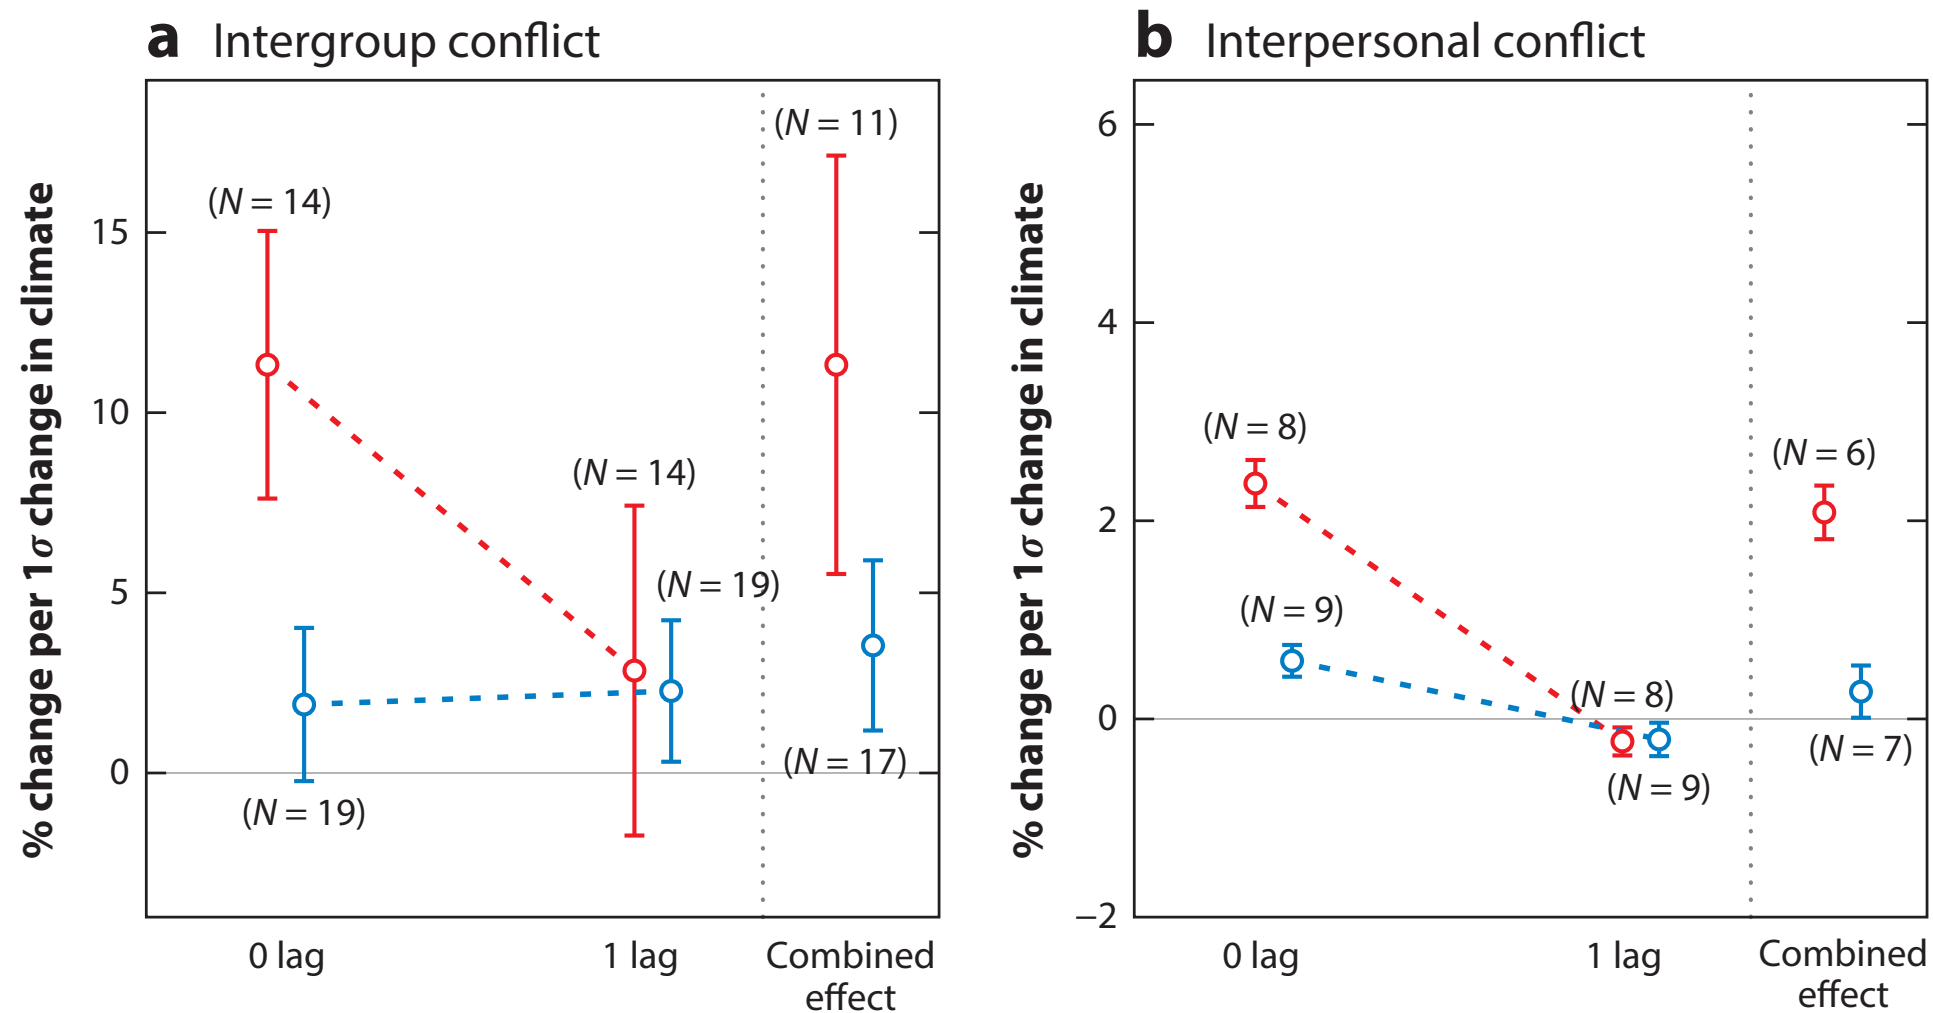 a Intergroup conflict
% change per 1σ change in climate
15
10
5
0
(N = 14)
(N = 19)
(N = 14)
(N = 19)
(N = 11)
(N = 17)
0 lag
1 lag
Combined
effect
b Interpersonal conflict
% change per 1σ change in climate
6
4
2
0
−2
(N = 8)
(N = 9)
(N = 8)
(N = 9)
(N = 6)
(N = 7)
0 lag
1 lag
Combined
effect